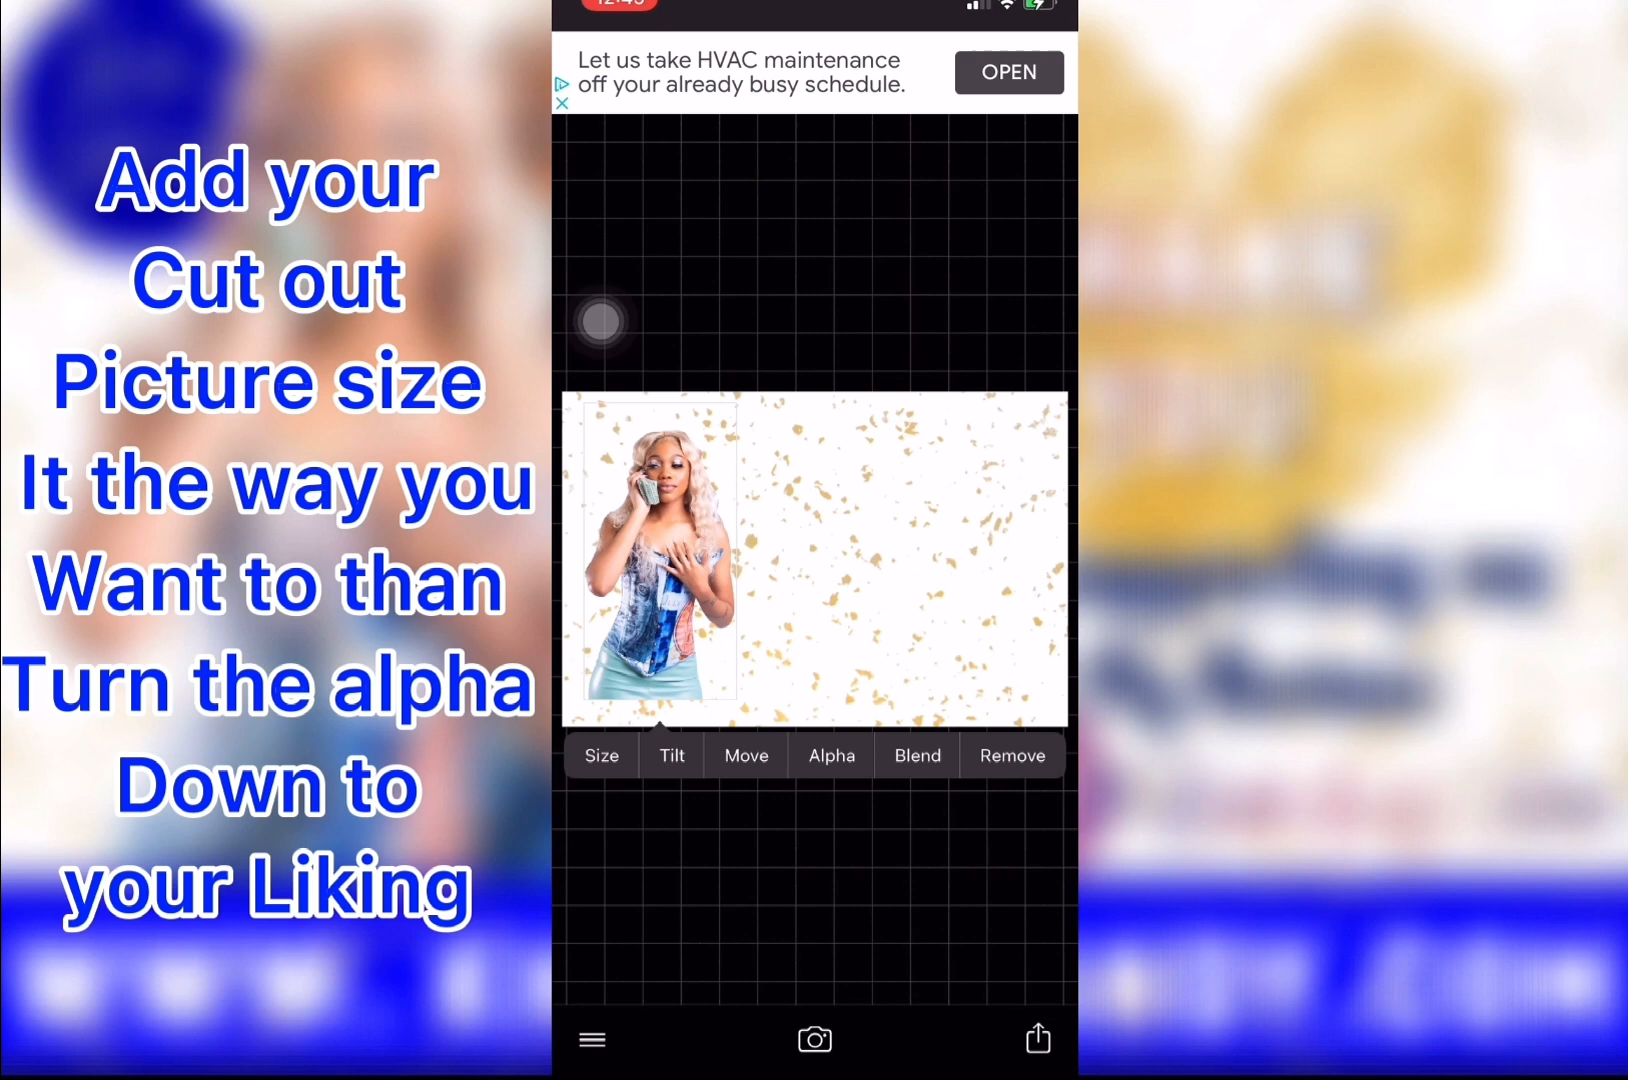 Add your
Cut out
Picture size
It the way you
Want to than
Turn the alpha
Down to
your Liking
Let us take HVAC maintenance
off your already busy schedule.
OPEN
Size Tilt Move Alpha Blend Remove